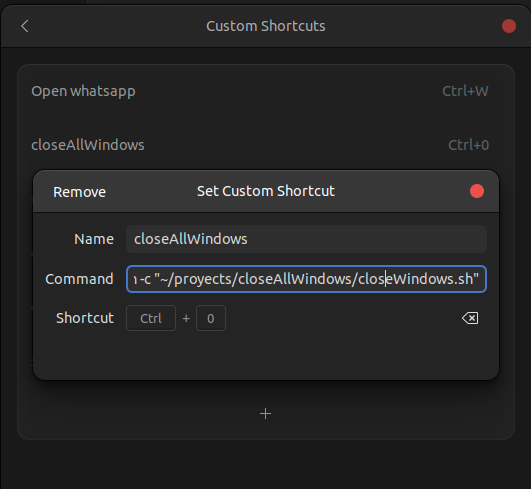 Custom Shortcuts
Open whatsapp Ctrl+W
closeAllWindows Ctrl+0
Remove Set Custom Shortcut
Name closeAllWindows
Command -c "~/proyects/closeAllWindows/closeWindows.sh"
Shortcut Ctrl + 0
+